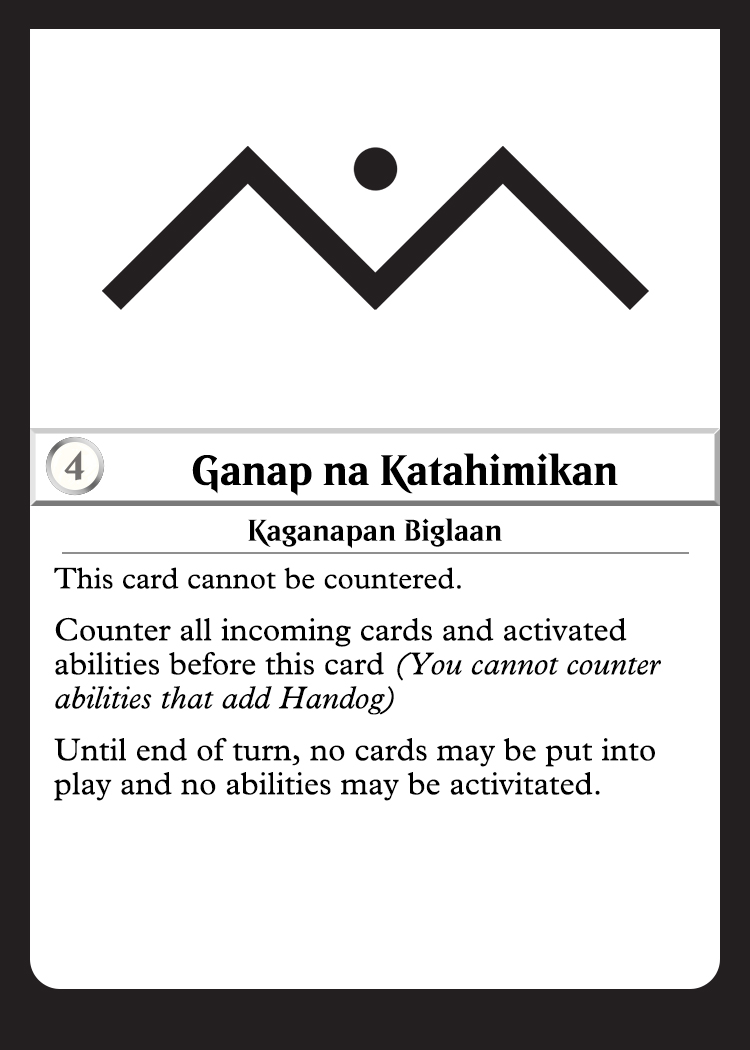 4
Ganap na Katahimikan
Kaganapan Biglaan
This card cannot be countered.
Counter all incoming cards and activated
abilities before this card (You cannot counter
abilities that add Handog)
Until end of turn, no cards may be put into
play and no abilities may be activitated.